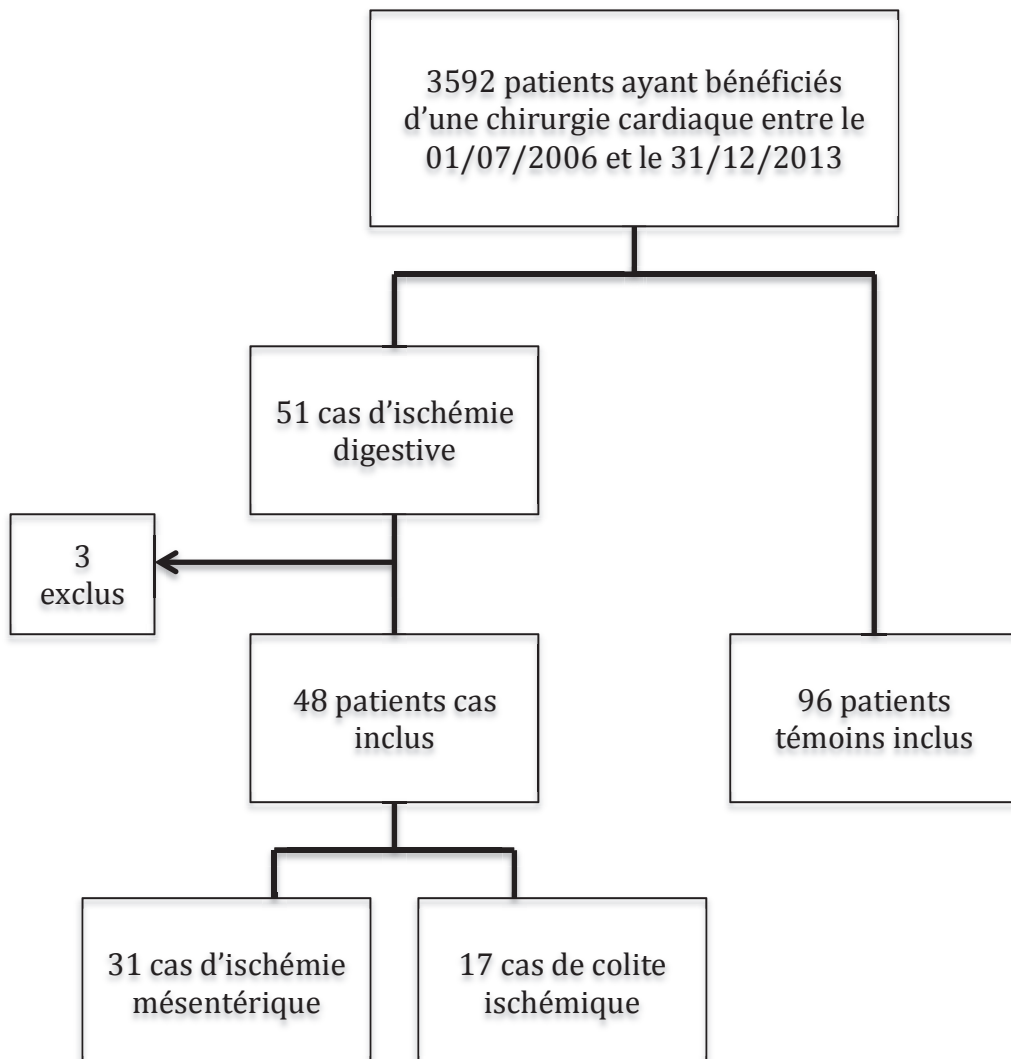 3592 patients ayant bénéficiés
d'une chirurgie cardiaque entre le
01/07/2006 et le 31/12/2013
51 cas d'ischémie
digestive
3
exclus
48 patients cas
inclus
96 patients
témoins inclus
31 cas d'ischémie
mésentérique
17 cas de colite
ischémique